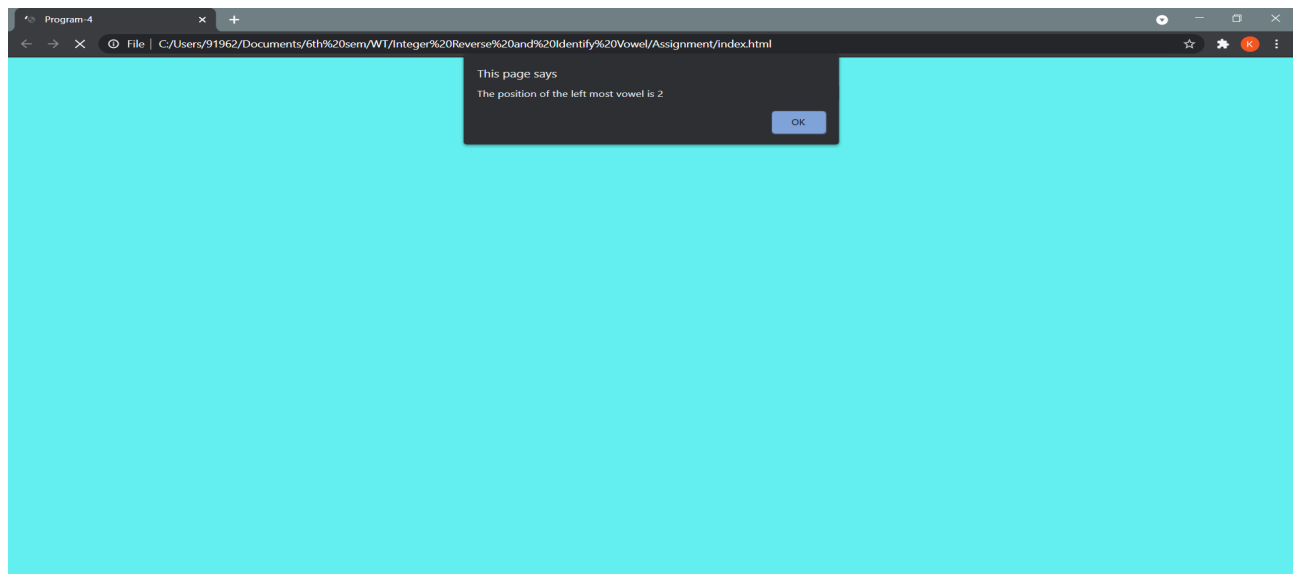 Program-4
File | C:/Users/91962/Documents/6th%20sem/WT/Integer%20Reverse%20and%20Identify%20Vowel/Assignment/index.html
K
This page says
The position of the left most vowel is 2
OK